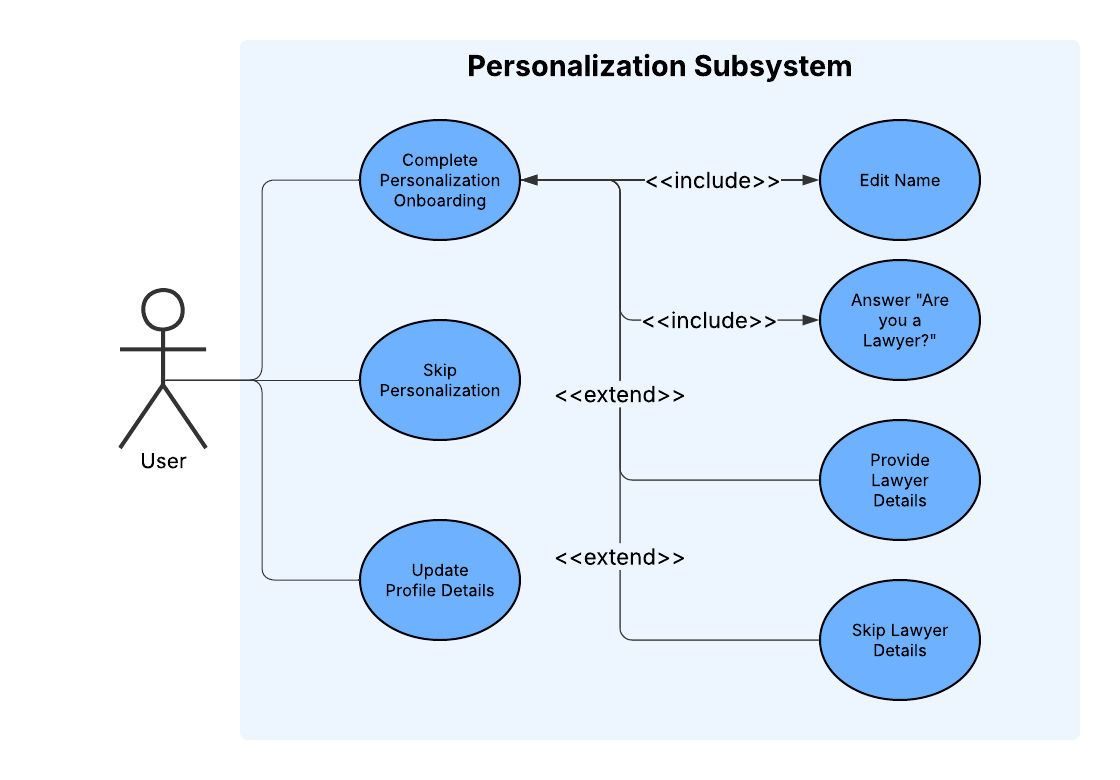 Personalization Subsystem
Complete
Personalization
Onboarding
<<include>>
Edit Name
Answer "Are
you a
Lawyer?"
<<include>>
Skip
Personalization
<<extend>>
Provide
Lawyer
Details
User
<<extend>>
Update
Profile Details
Skip Lawyer
Details